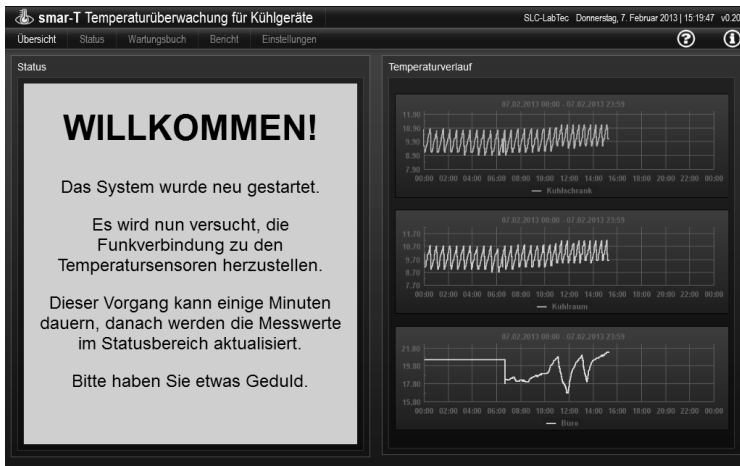 smar-T Temperaturüberwachung für Kühlgeräte
SLC-LabTec Donnerstag, 7. Februar 2013 | 15:19:47 v0.20
Übersicht Status Wartungsbuch Bericht Einstellungen
Status
WILLKOMMEN!
Das System wurde neu gestartet.
Es wird nun versucht, die
Funkverbindung zu den
Temperatursensoren herzustellen.
Dieser Vorgang kann einige Minuten
dauern, danach werden die Messwerte
im Statusbereich aktualisiert.
Bitte haben Sie etwas Geduld.
Temperaturverlauf
07.02.2013 00:00 - 07.02.2013 23:59
11.90
10.90
9.90
8.90
7.90
00:00 02:00 04:00 06:00 08:00 10:00 12:00 14:00 16:00 18:00 20:00 22:00 00:00
Kühlschrank
07.02.2013 00:00 - 07.02.2013 23:59
11.70
10.70
9.70
8.70
7.70
00:00 02:00 04:00 06:00 08:00 10:00 12:00 14:00 16:00 18:00 20:00 22:00 00:00
Kühlraum
07.02.2013 00:00 - 07.02.2013 23:59
21.80
19.80
17.80
15.80
00:00 02:00 04:00 06:00 08:00 10:00 12:00 14:00 16:00 18:00 20:00 22:00 00:00
Büro